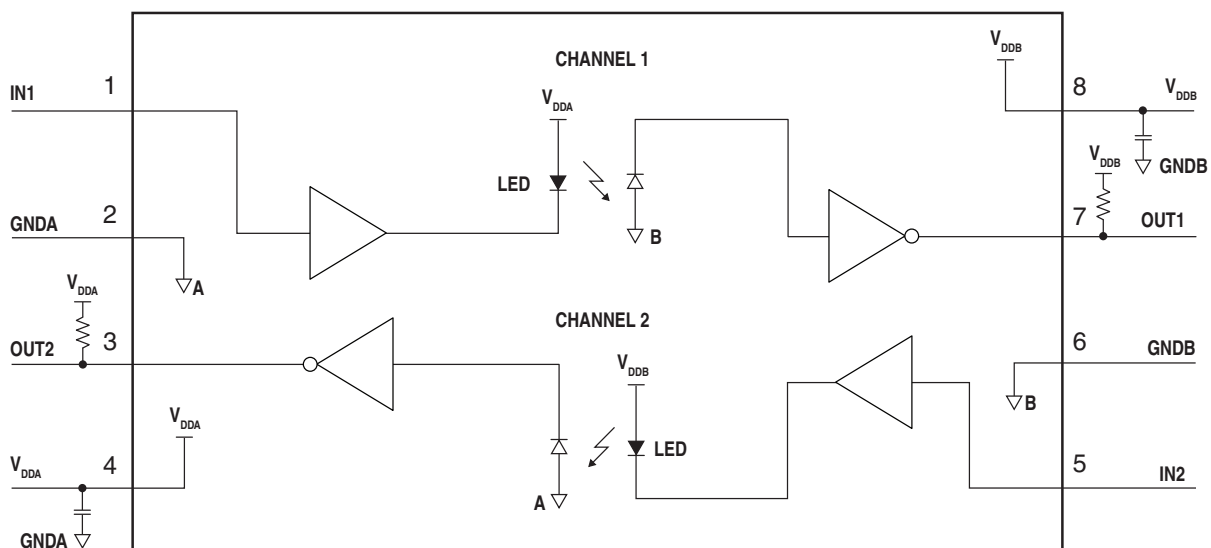 CHANNEL 1
V_DDB
IN1 1
8 V_DDB
V_DDA
V_DDB
GNDB
LED
GNDA 2
7 OUT1
B
A
V_DDA
CHANNEL 2
OUT2 3
6 GNDB
V_DDB
B
V_DDA
LED
V_DDA 4
5 IN2
A
GNDA